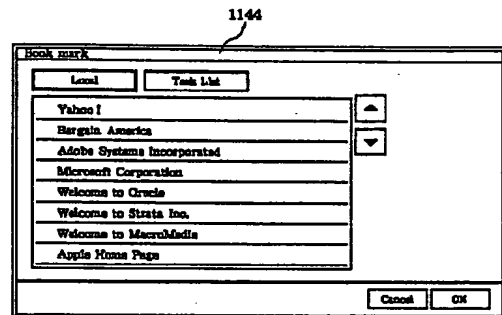 1144
Book mark
Local Task List
Yahoo!
Bargain America
Adobe Systems Incorporated
Microsoft Corporation
Welcome to Oracle
Welcome to Strata Inc.
Welcome to MacroMedia
Apple Home Page
Cancel OK